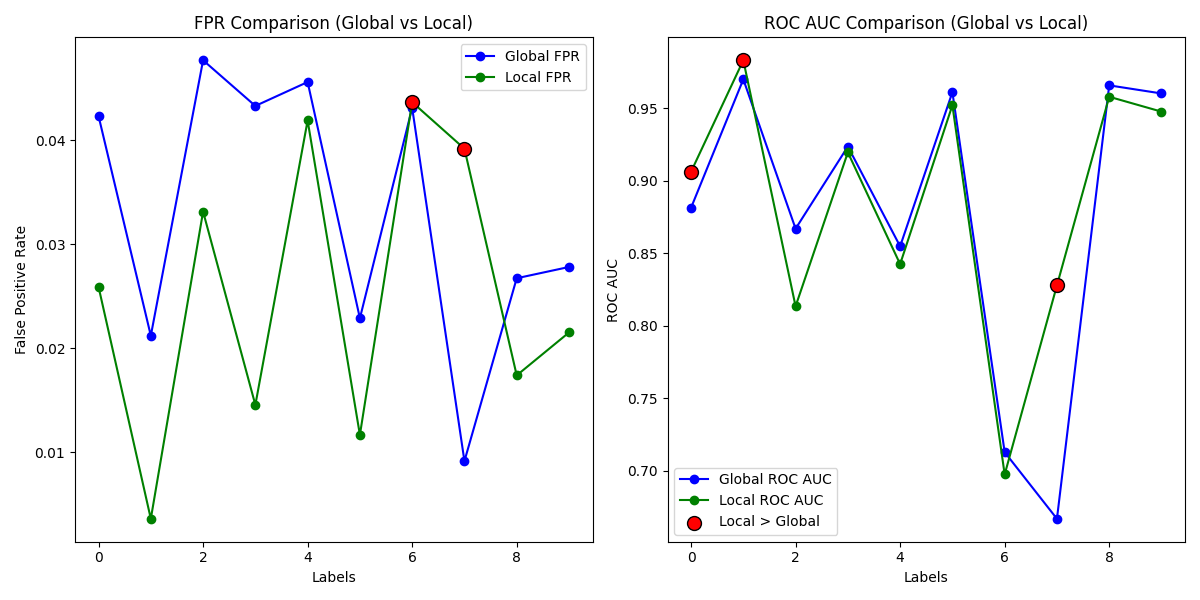 FPR Comparison (Global vs Local)
Global FPR
Local FPR
False Positive Rate
0.04
0.03
0.02
0.01
0 2 4 6 8
Labels
ROC AUC Comparison (Global vs Local)
ROC AUC
0.95
0.90
0.85
0.80
0.75
0.70
Global ROC AUC
Local ROC AUC
Local > Global
0 2 4 6 8
Labels